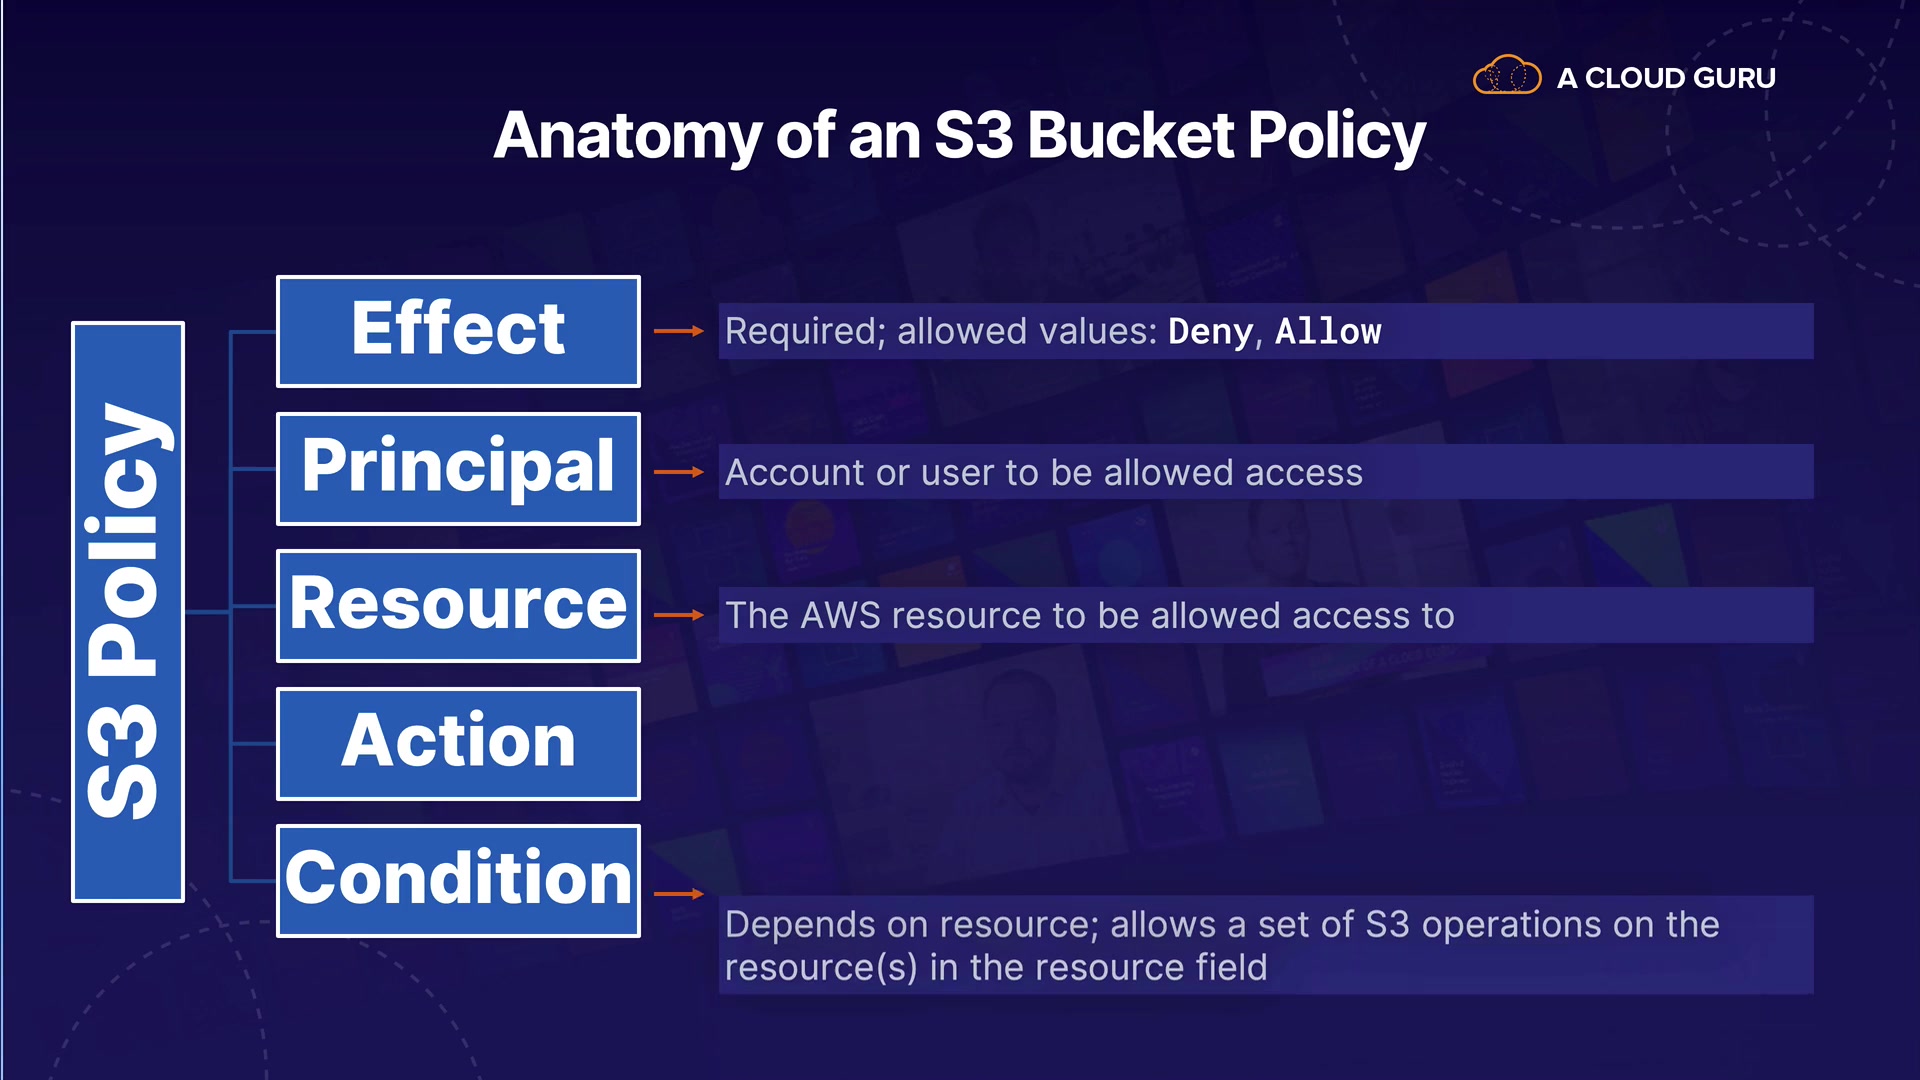 A CLOUD GURU
Anatomy of an S3 Bucket Policy
S3 Policy
Effect
Required; allowed values: Deny, Allow
Principal
Account or user to be allowed access
Resource
The AWS resource to be allowed access to
Action
Condition
Depends on resource; allows a set of S3 operations on the
resource(s) in the resource field